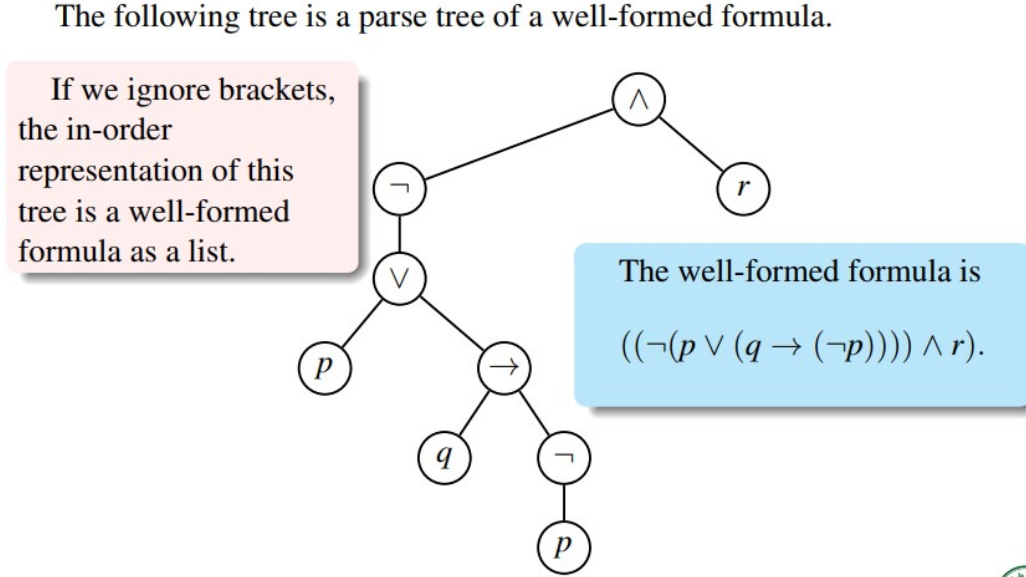 The following tree is a parse tree of a well-formed formula.
If we ignore brackets,
the in-order
representation of this
tree is a well-formed
formula as a list.
∧
¬
r
∨
p
→
q
¬
p
The well-formed formula is
((¬(p ∨ (q → (¬p)))) ∧ r).